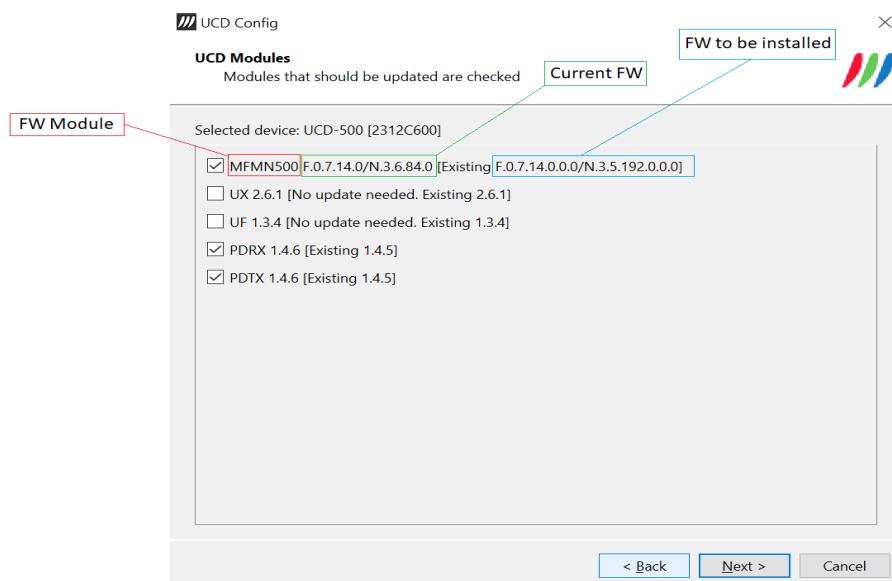 UCD Config
FW to be installed
UCD Modules
Modules that should be updated are checked
Current FW
FW Module
Selected device: UCD-500 [2312C600]
MFMN500 F.0.7.14.0/N.3.6.84.0 [Existing F.0.7.14.0.0.0/N.3.5.192.0.0.0]
UX 2.6.1 [No update needed. Existing 2.6.1]
UF 1.3.4 [No update needed. Existing 1.3.4]
PDRX 1.4.6 [Existing 1.4.5]
PDTX 1.4.6 [Existing 1.4.5]
< Back Next > Cancel